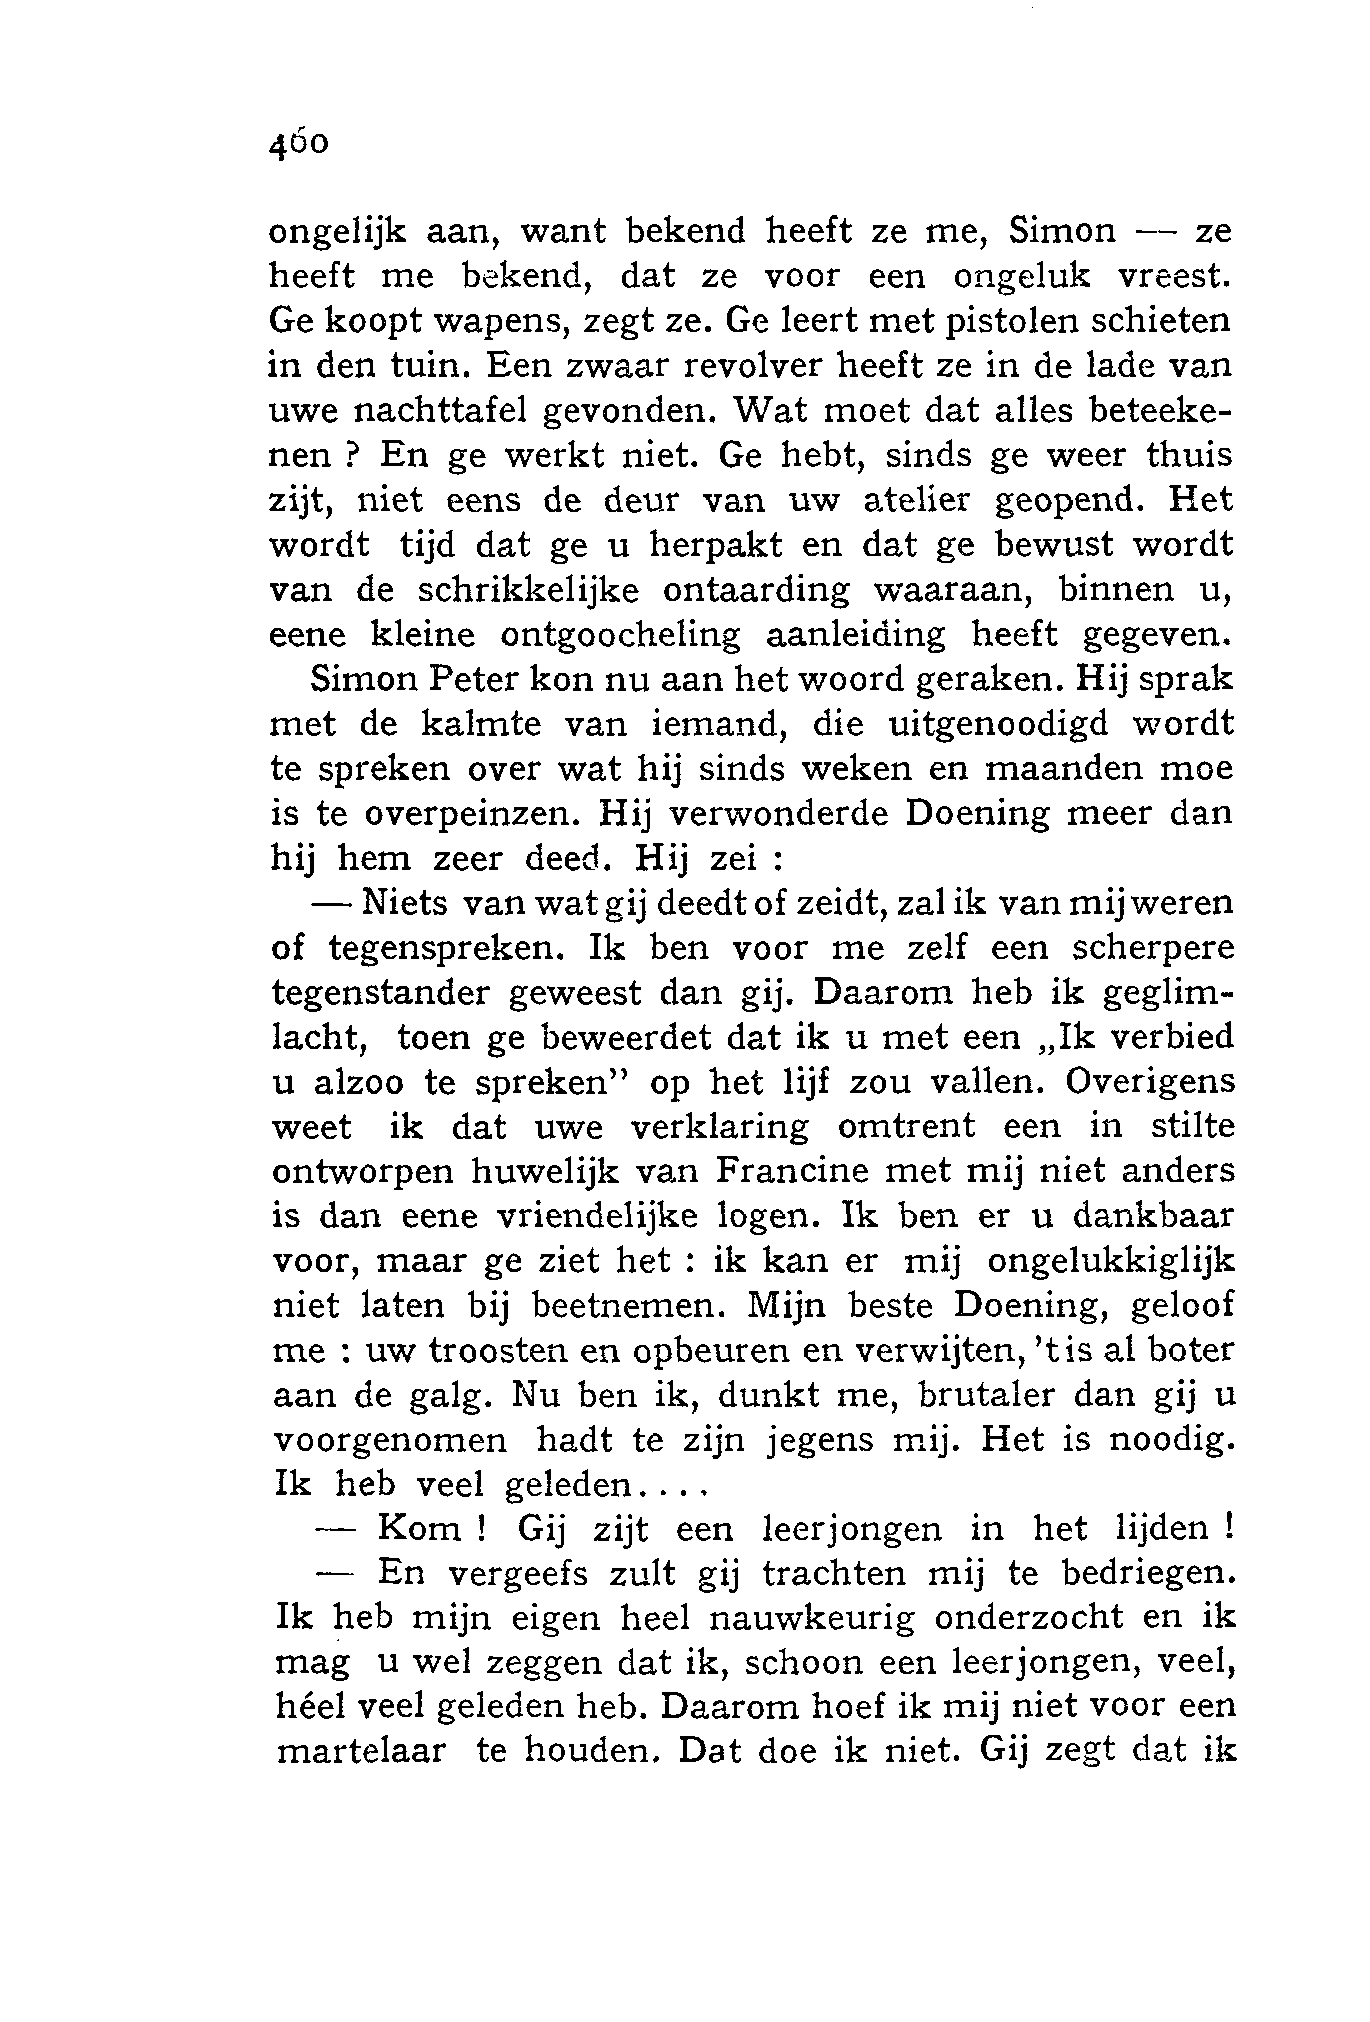 460
ongelijk aan, want bekend heeft ze me, Simon — ze
heeft me bekend, dat ze voor een ongeluk vreest.
Ge koopt wapens, zegt ze. Ge leert met pistolen schieten
in den tuin. Een zwaar revolver heeft ze in de lade van
uwe nachttafel gevonden. Wat moet dat alles beteeke-
nen ? En ge werkt niet. Ge hebt, sinds ge weer thuis
zijt, niet eens de deur van uw atelier geopend. Het
wordt tijd dat ge u herpakt en dat ge bewust wordt
van de schrikkelijke ontaarding waaraan, binnen u,
eene kleine ontgoocheling aanleiding heeft gegeven.
Simon Peter kon nu aan het woord geraken. Hij sprak
met de kalmte van iemand, die uitgenoodigd wordt
te spreken over wat hij sinds weken en maanden moe
is te overpeinzen. Hij verwonderde Doening meer dan
hij hem zeer deed. Hij zei :
— Niets van wat gij deedt of zeidt, zal ik van mij weren
of tegenspreken. Ik ben voor me zelf een scherpere
tegenstander geweest dan gij. Daarom heb ik geglim-
lacht, toen ge beweerdet dat ik u met een „Ik verbied
u alzoo te spreken” op het lijf zou vallen. Overigens
weet ik dat uwe verklaring omtrent een in stilte
ontworpen huwelijk van Francine met mij niet anders
is dan eene vriendelijke logen. Ik ben er u dankbaar
voor, maar ge ziet het : ik kan er mij ongelukkiglijk
niet laten bij beetnemen. Mijn beste Doening, geloof
me : uw troosten en opbeuren en verwijten, 't is al boter
aan de galg. Nu ben ik, dunkt me, brutaler dan gij u
voorgenomen hadt te zijn jegens mij. Het is noodig.
Ik heb veel geleden. . . .
— Kom ! Gij zijt een leerjongen in het lijden !
— En vergeefs zult gij trachten mij te bedriegen.
Ik heb mijn eigen heel nauwkeurig onderzocht en ik
mag u wel zeggen dat ik, schoon een leerjongen, veel,
héel veel geleden heb. Daarom hoef ik mij niet voor een
martelaar te houden. Dat doe ik niet. Gij zegt dat ik